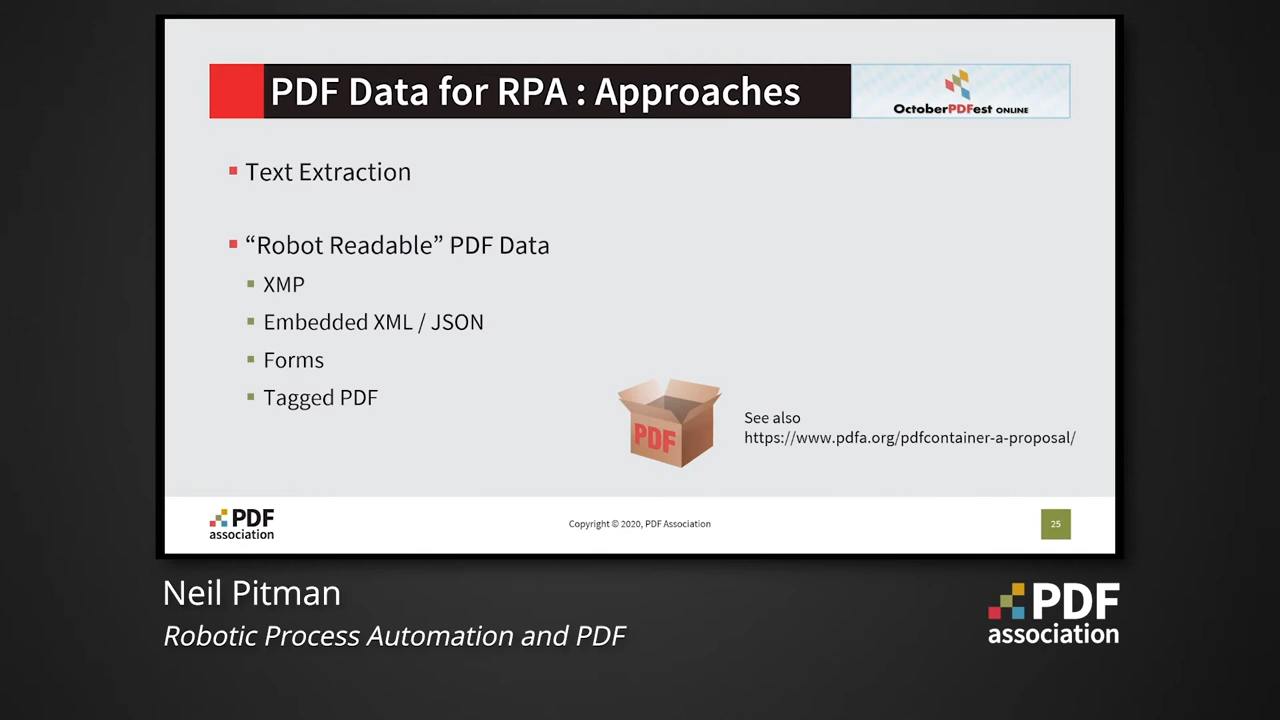 PDF Data for RPA : Approaches
OctoberPDFest ONLINE
Text Extraction
“Robot Readable” PDF Data
XMP
Embedded XML / JSON
Forms
Tagged PDF
PDF
See also
https://www.pdfa.org/pdfcontainer-a-proposal/
PDF
association
Copyright © 2020, PDF Association
25
Neil Pitman
Robotic Process Automation and PDF
PDF
association